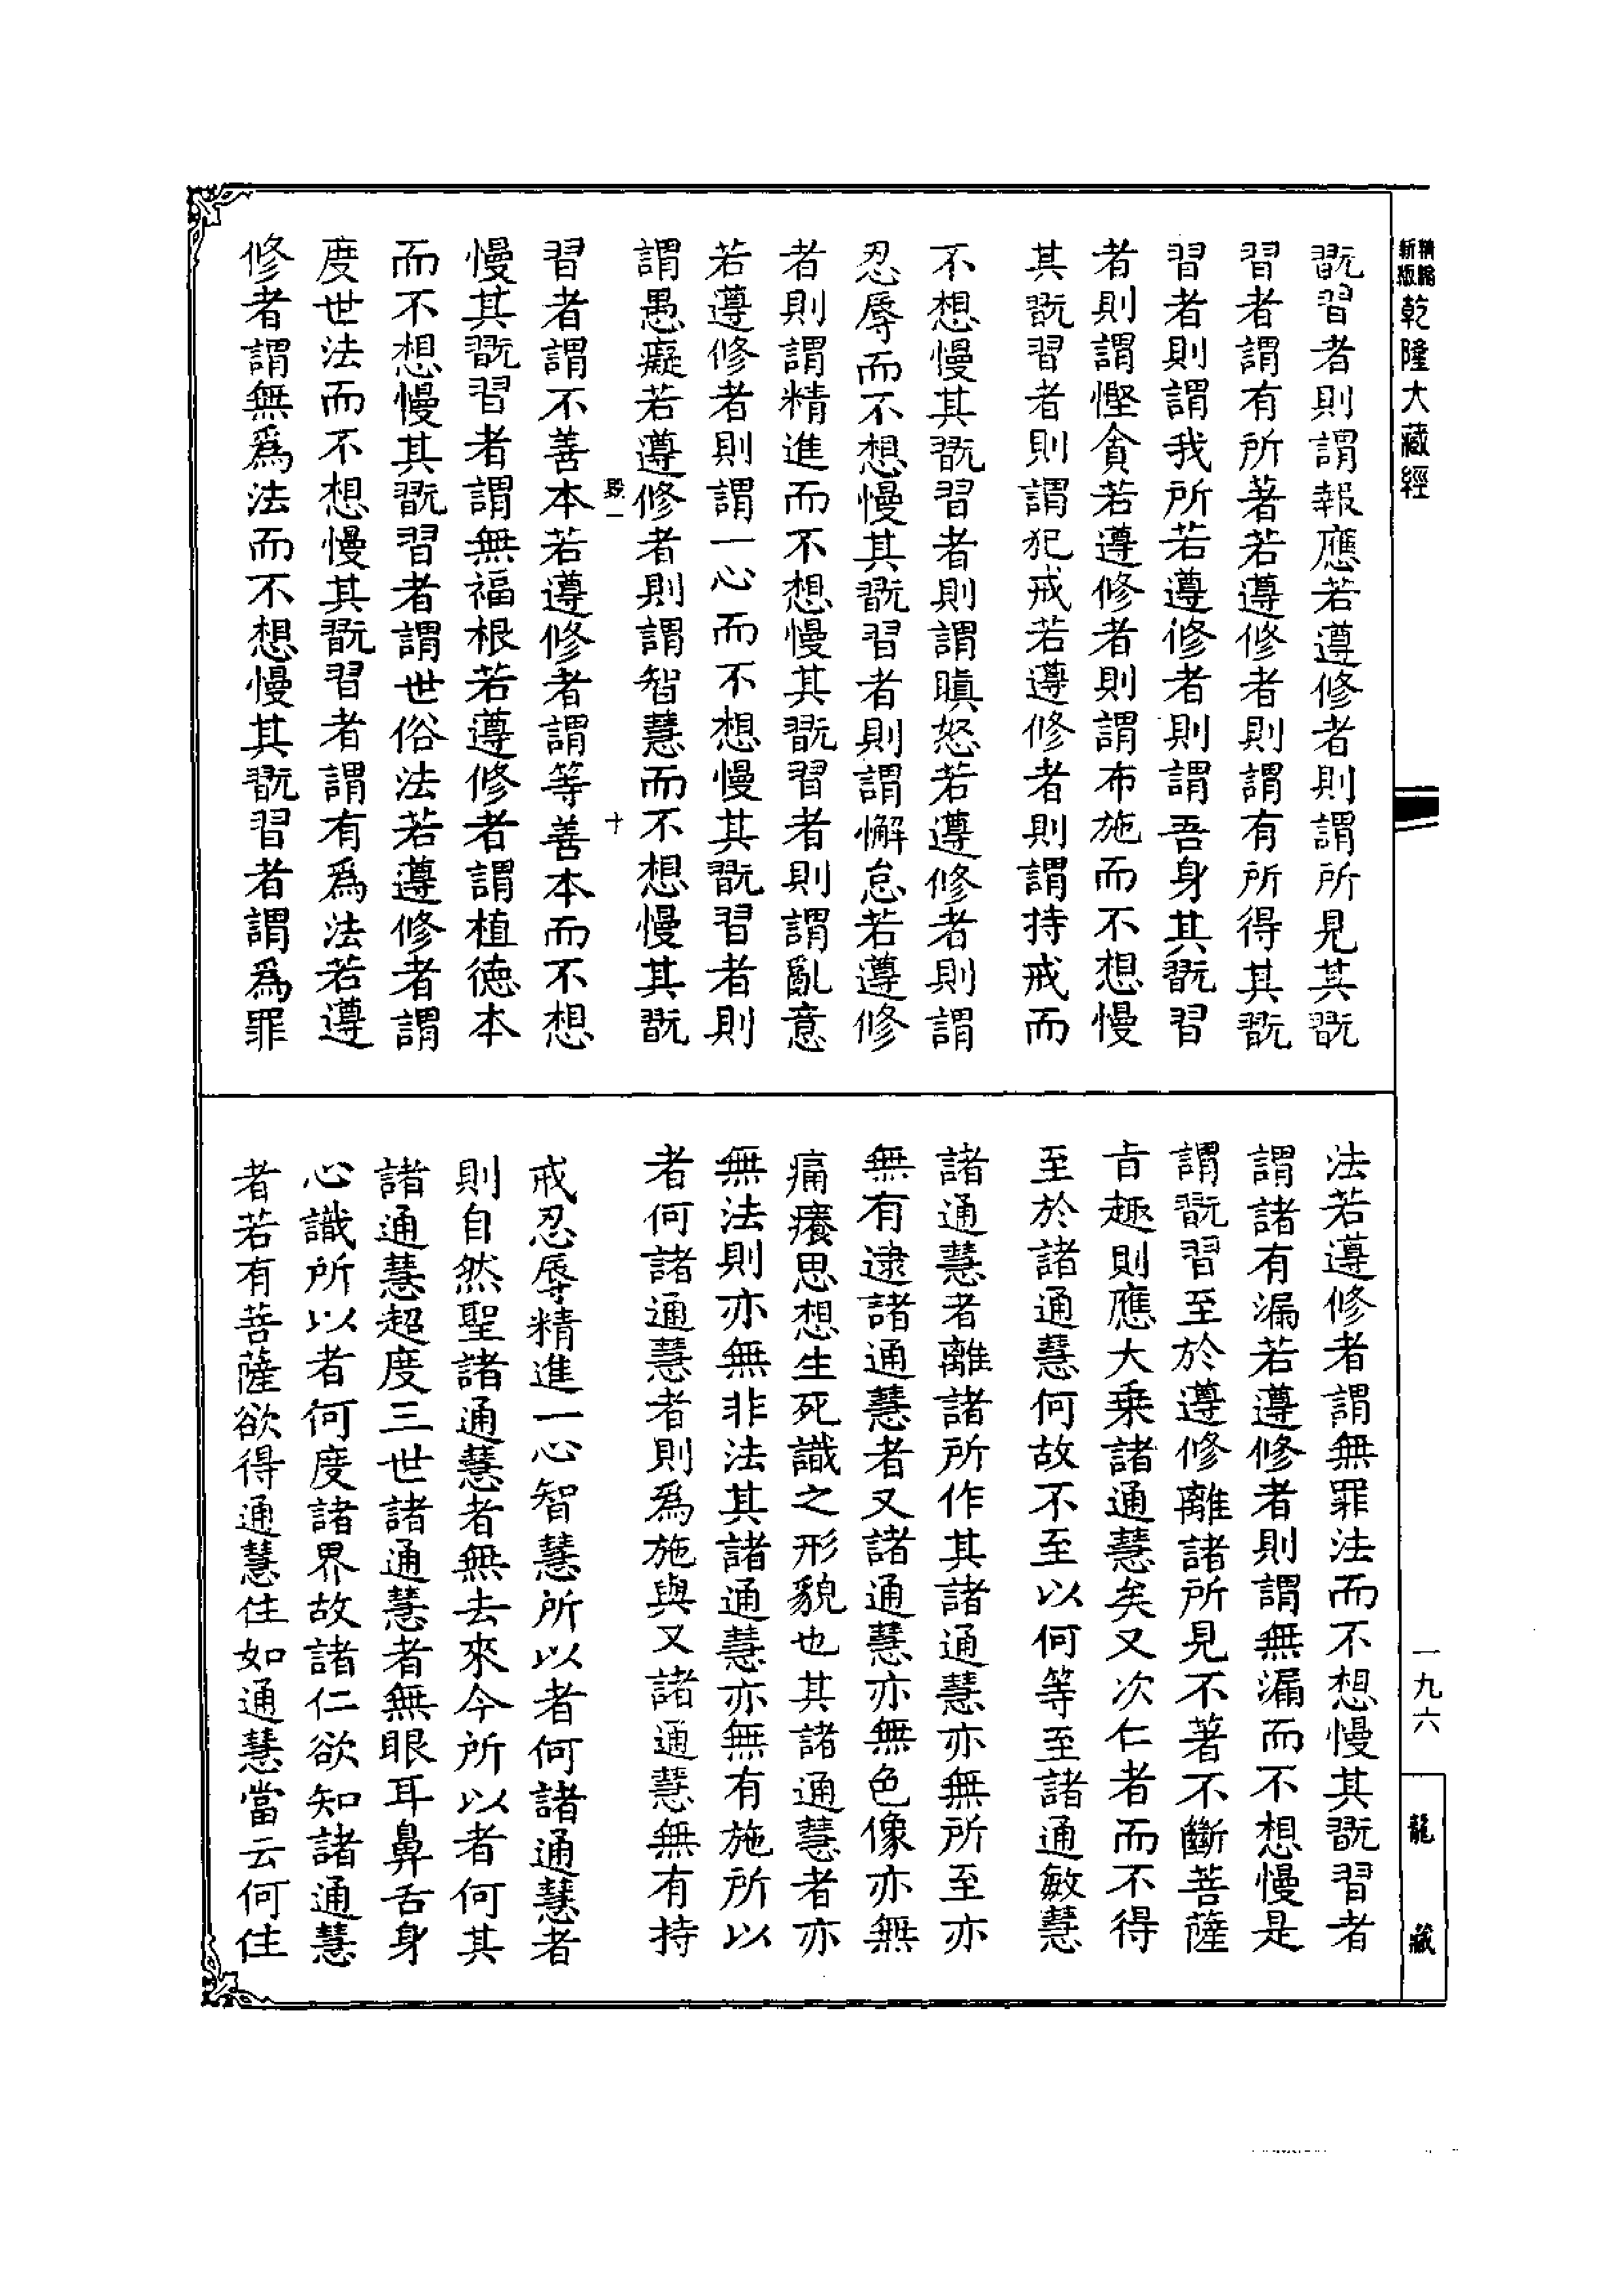 精縮新版乾隆大藏經
翫習者則謂報應若遵修者則謂所見其翫
習者謂有所著若遵修者則謂有所得其翫
習者則謂我所若遵修者則謂吾身其翫習
者則謂慳貪若遵修者則謂布施而不想慢
其翫習者則謂犯戒若遵修者則謂持戒而
不想慢其翫習者則謂瞋怒若遵修者則謂
忍辱而不想慢其翫習者則謂懈怠若遵修
者則謂精進而不想慢其翫習者則謂亂意
若遵修者則謂一心而不想慢其翫習者則
謂愚癡若遵修者則謂智慧而不想慢其翫
一 十
習者謂不善本若遵修者謂等善本而不想
慢其翫習者謂無福根若遵修者謂植德本
而不想慢其翫習者謂世俗法若遵修者謂
度世法而不想慢其翫習者謂有爲法若遵
修者謂無爲法而不想慢其翫習者謂爲罪
法若遵修者謂無罪法而不想慢其翫習者
謂諸有漏若遵修者則謂無漏而不想慢是
謂翫習至於遵修離諸所見不著不斷菩薩
旨趣則應大乗諸通慧矣又次仁者而不得
至於諸通慧何故不至以何等至諸通敏慧
諸通慧者離諸所作其諸通慧亦無所至亦
無有逮諸通慧者又諸通慧亦無色像亦無
痛癢思想生死識之形貌也其諸通慧者亦
無法則亦無非法其諸通慧亦無有施所以
者何諸通慧者則爲施與又諸通慧無有持
戒忍辱精進一心智慧所以者何諸通慧者
則自然聖諸通慧者無去來今所以者何其
諸通慧超度三世諸通慧者無眼耳鼻舌身
心識所以者何度諸界故諸仁欲知諸通慧
者若有菩薩欲得通慧住如通慧當云何住
一九六
龍藏